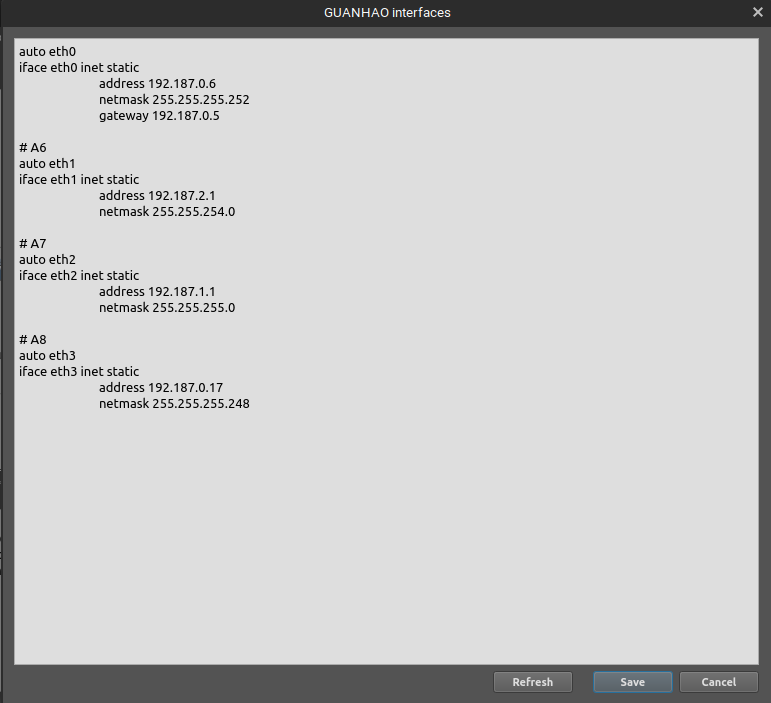 GUANHAO interfaces
auto eth0
iface eth0 inet static
address 192.187.0.6
netmask 255.255.255.252
gateway 192.187.0.5
# A6
auto eth1
iface eth1 inet static
address 192.187.2.1
netmask 255.255.254.0
# A7
auto eth2
iface eth2 inet static
address 192.187.1.1
netmask 255.255.255.0
# A8
auto eth3
iface eth3 inet static
address 192.187.0.17
netmask 255.255.255.248
Refresh Save Cancel